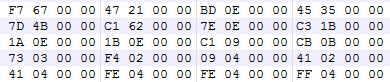 F7 67 00 00 47 21 00 00 BD 0E 00 00 45 35 00 00
7D 4B 00 00 C1 62 00 00 7E 0E 00 00 C3 1B 00 00
1A 0E 00 00 1B 0E 00 00 C1 09 00 00 CB 0B 00 00
73 03 00 00 F4 02 00 00 09 04 00 00 41 02 00 00
41 04 00 00 FE 04 00 00 FE 04 00 00 FF 04 00 00